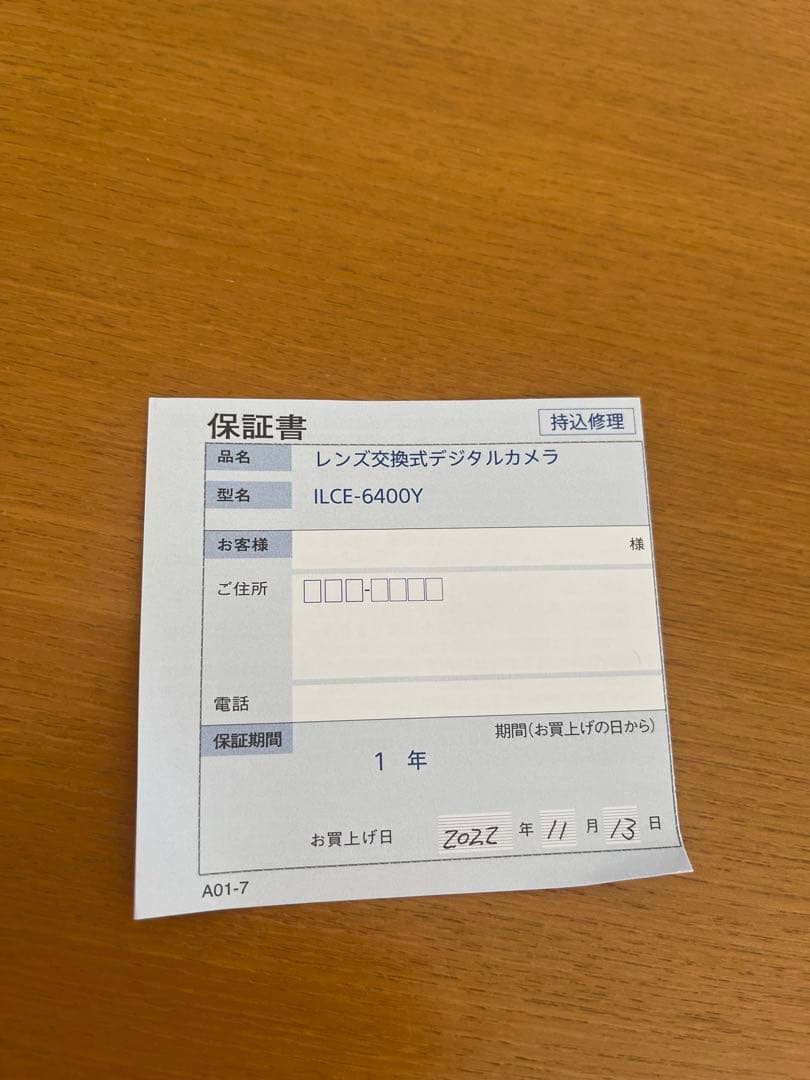 保証書
持込修理
品名 レンズ交換式デジタルカメラ
型名 ILCE-6400Y
お客様 様
ご住所 □□□-□□□□
電話
保証期間 期間(お買上げの日から)
1 年
お買上げ日 2022 年 11 月 13 日
A01-7